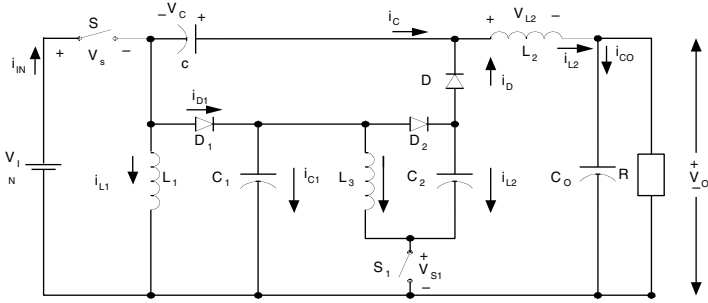 S
− V_C +
i_C
+ V_L2 −
+ V_s −
c
L_2
i_L2
i_CO
i_IN
D
i_D
i_D1
D_1
D_2
V_I
N
i_L1
L_1
C_1
i_C1
L_3
C_2
i_L2
C_O
R
+
V_O
−
S_1
+
V_S1
−